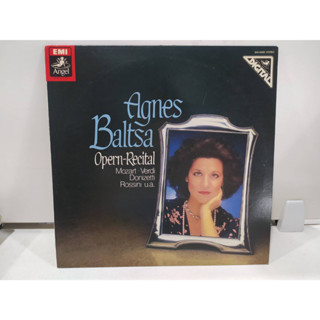 EMI
Angel
DIGITAL
Agnes
Baltsa
Opern-Recital
Mozart · Verdi
Donizetti
Rossini u.a.